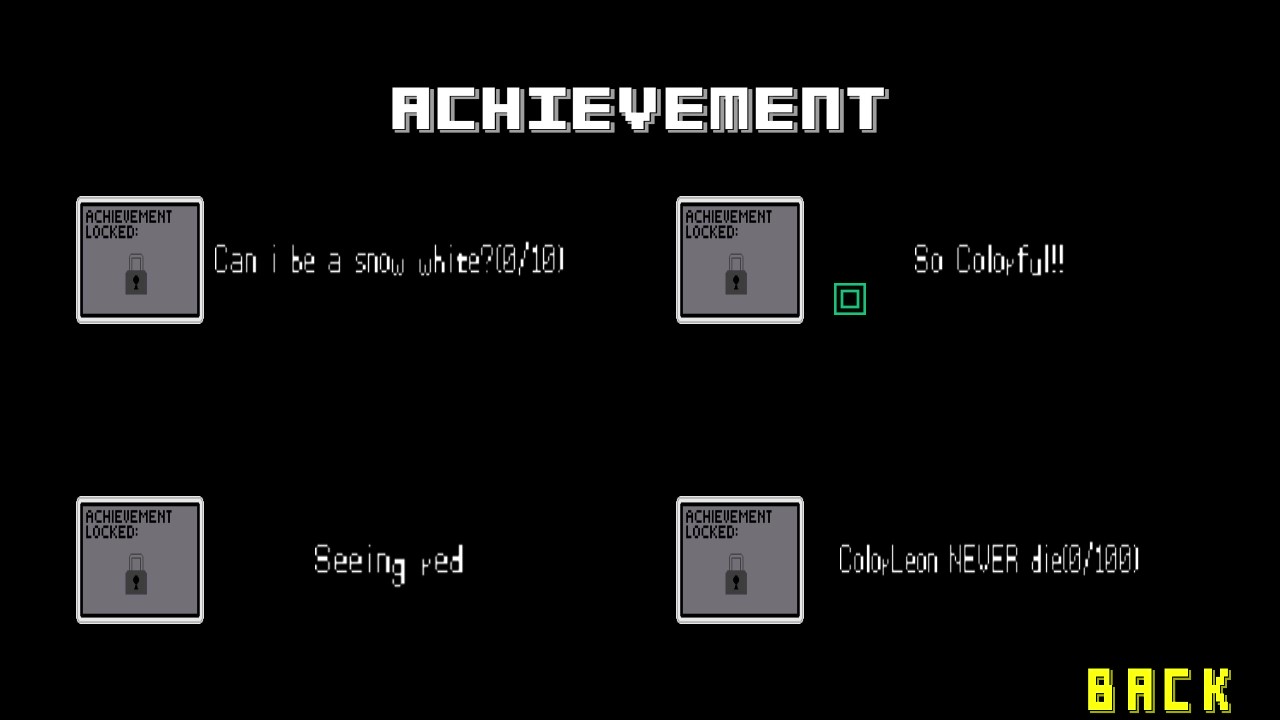 ACHIEVEMENT
ACHIEVEMENT
LOCKED:
Can i be a snow white?(0/10)
ACHIEVEMENT
LOCKED:
So Colorful!!
ACHIEVEMENT
LOCKED:
Seeing red
ACHIEVEMENT
LOCKED:
ColorLeon NEVER die(0/100)
BACK